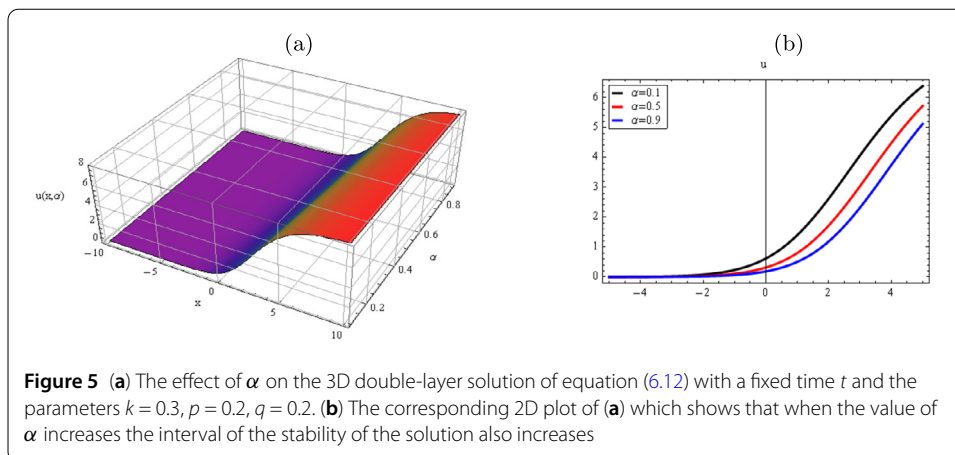 (a)
(b)
u
8
6
4
2
0
u(x,α)
−10
−5
0
5
10
x
0.2
0.4
0.6
0.8
α
α=0.1
α=0.5
α=0.9
6
5
4
3
2
1
0
−4
−2
0
2
4
Figure 5 (a) The effect of α on the 3D double-layer solution of equation (6.12) with a fixed time t and the
parameters k = 0.3, p = 0.2, q = 0.2. (b) The corresponding 2D plot of (a) which shows that when the value of
α increases the interval of the stability of the solution also increases